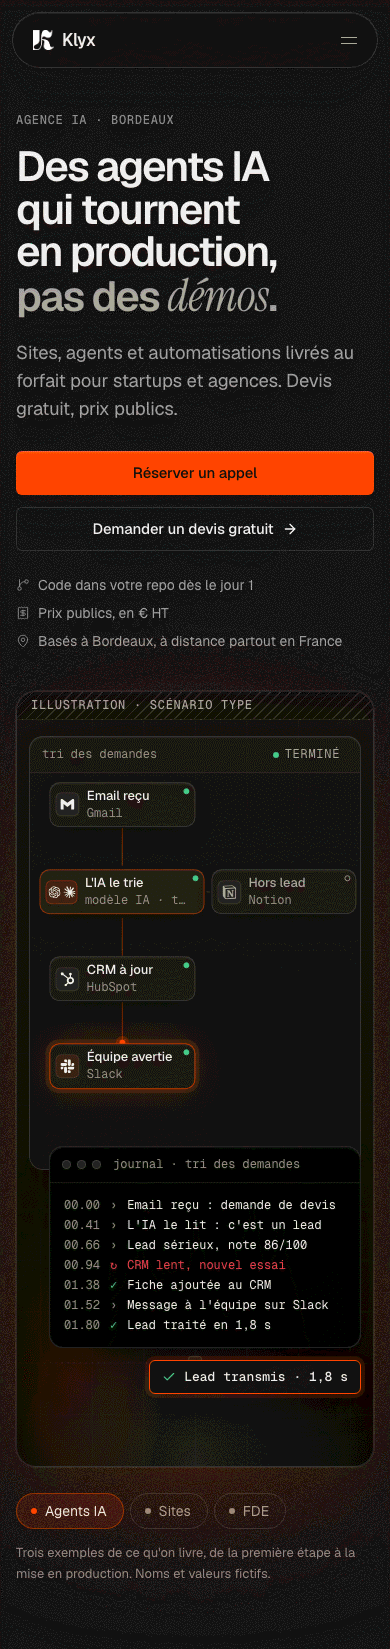 Klyx
AGENCE IA · BORDEAUX
Des agents IA
qui tournent
en production,
pas des démos.
Sites, agents et automatisations livrés au
forfait pour startups et agences. Devis
gratuit, prix publics.
Réserver un appel
Demander un devis gratuit →
Code dans votre repo dès le jour 1
Prix publics, en € HT
Basés à Bordeaux, à distance partout en France
ILLUSTRATION · SCÉNARIO TYPE
tri des demandes
TERMINÉ
Email reçu
Gmail
L'IA le trie
modèle IA · t…
Hors lead
Notion
CRM à jour
HubSpot
Équipe avertie
Slack
journal · tri des demandes
00.00 › Email reçu : demande de devis
00.41 › L'IA le lit : c'est un lead
00.66 › Lead sérieux, note 86/100
00.94 ↻ CRM lent, nouvel essai
01.38 ✓ Fiche ajoutée au CRM
01.52 › Message à l'équipe sur Slack
01.80 ✓ Lead traité en 1,8 s
✓ Lead transmis · 1,8 s
Agents IA
Sites
FDE
Trois exemples de ce qu'on livre, de la première étape à la
mise en production. Noms et valeurs fictifs.